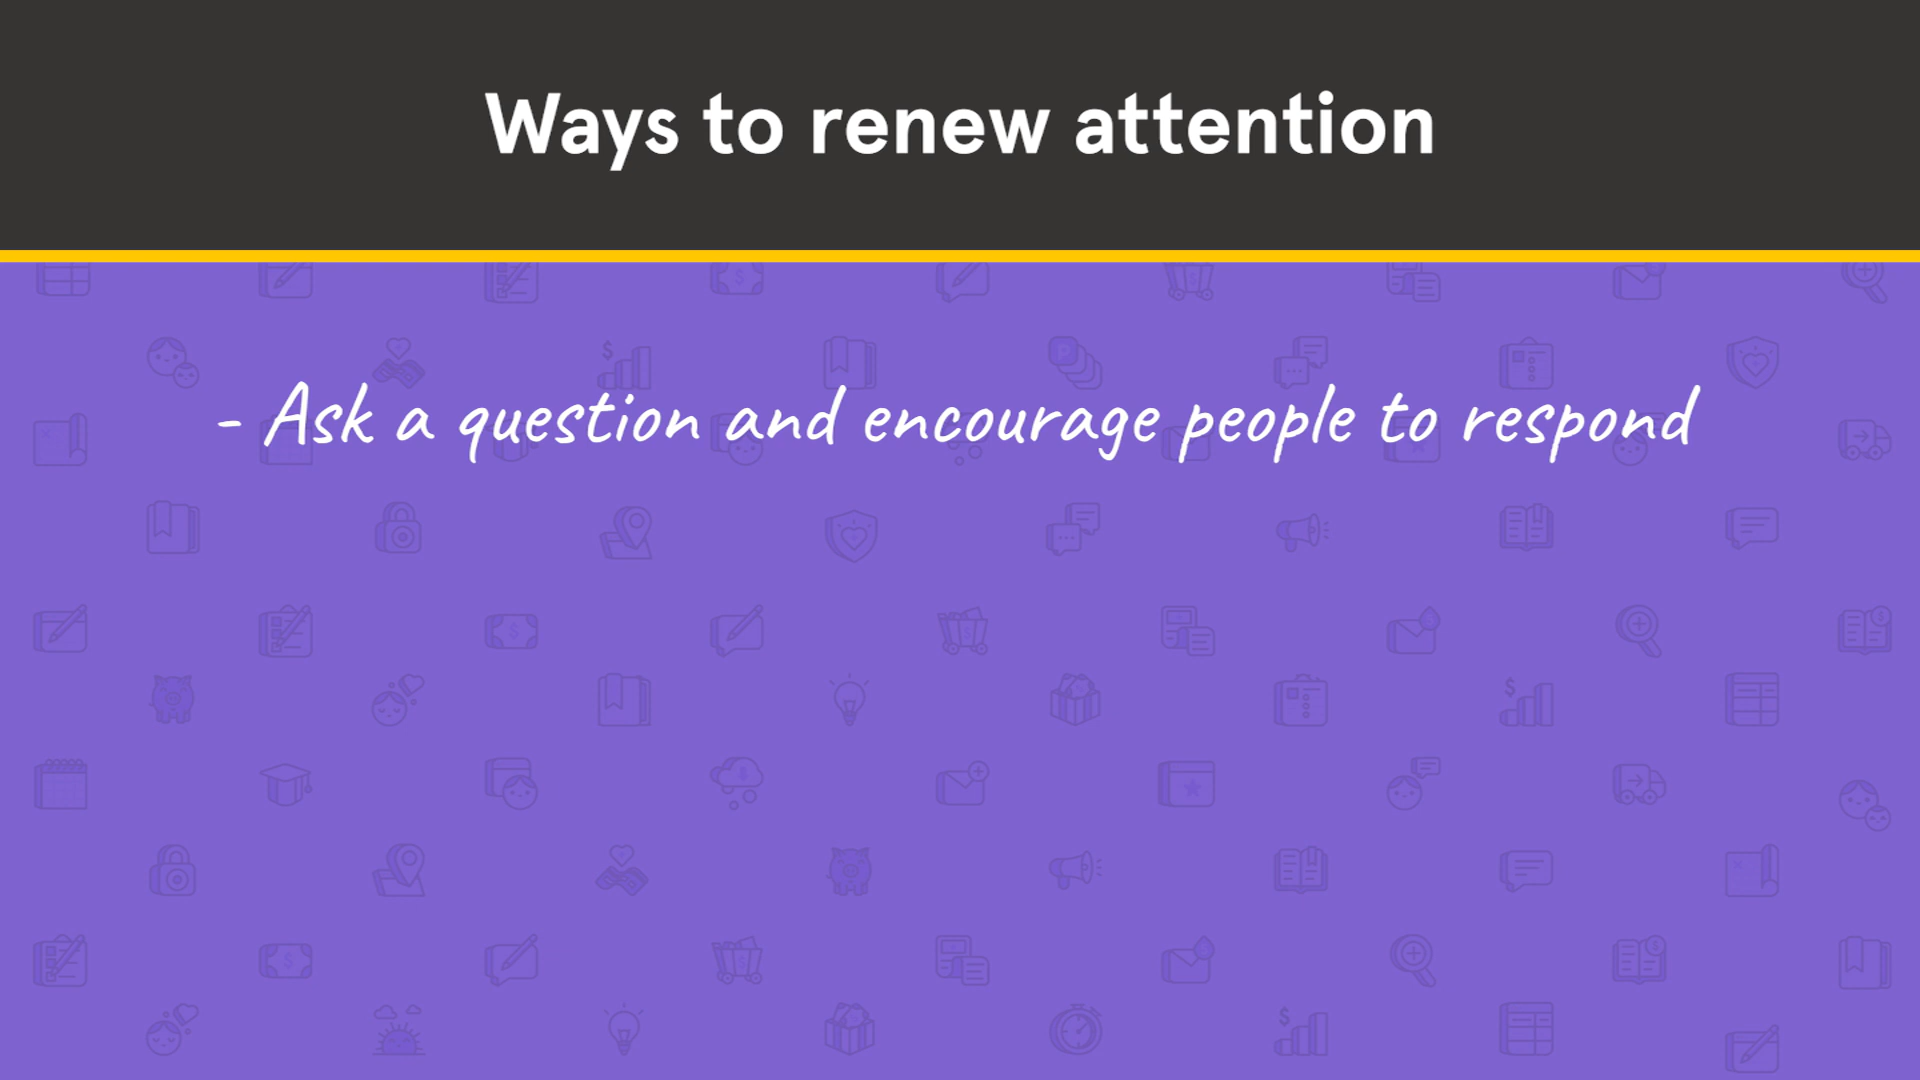 Ways to renew attention
- Ask a question and encourage people to respond